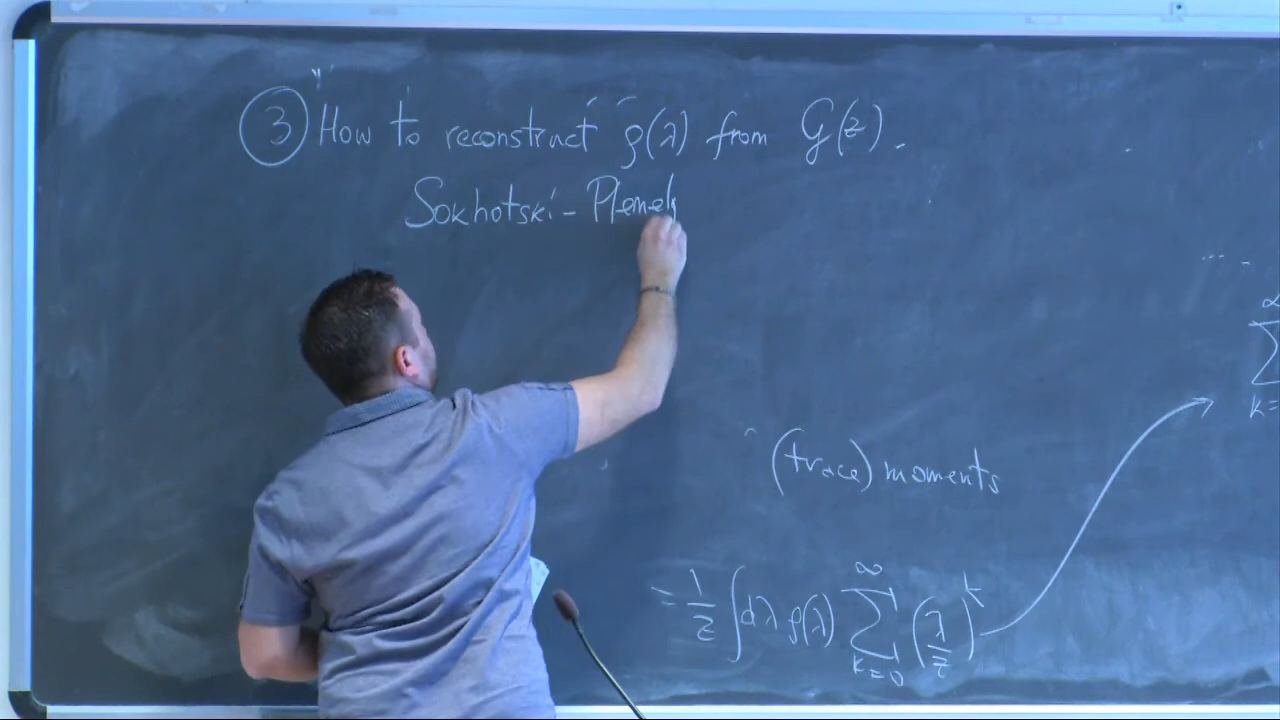 ③ How to reconstruct ρ(λ) from G(z).
Sokhotski - Plemelj
(trace) moments
= 1/z ∫dλ ρ(λ) ∑_{k=0}^{∞} (λ/z)^k
∑
k=